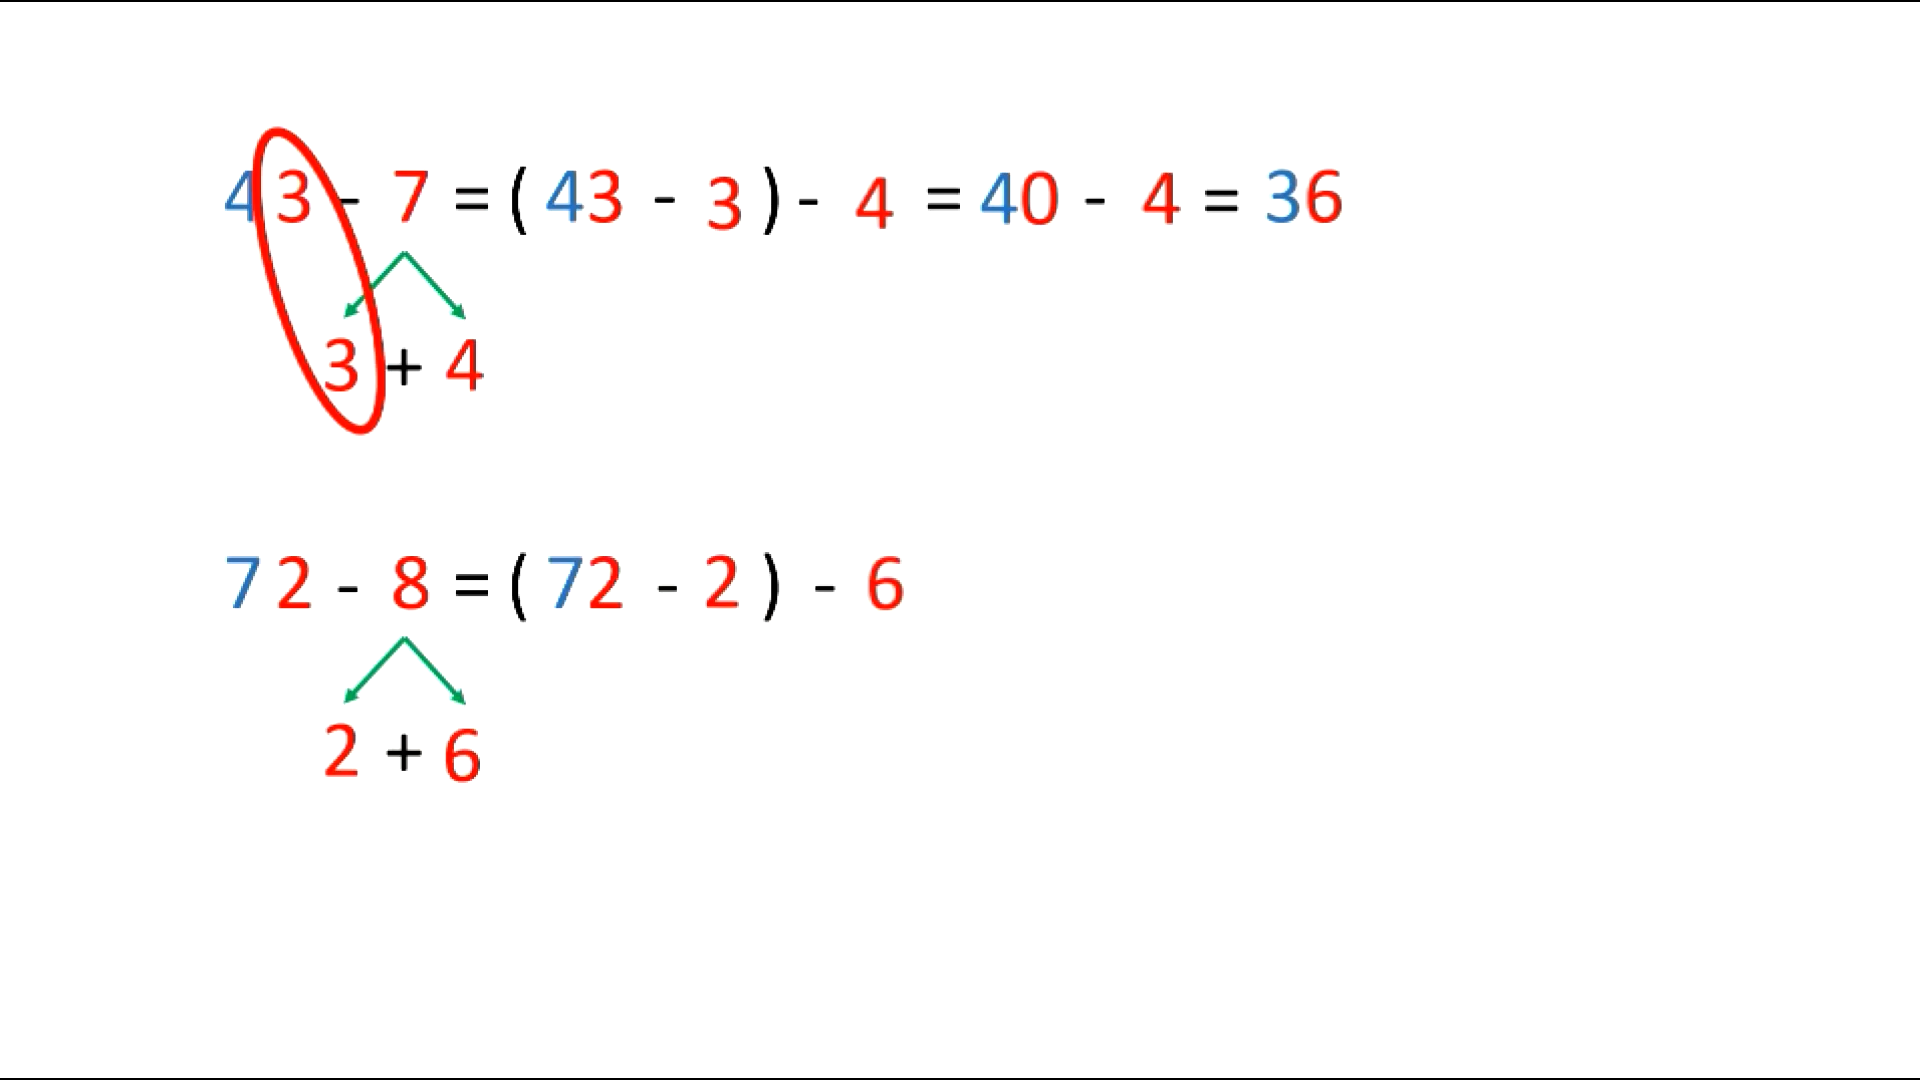 43 - 7 = ( 43 - 3 ) - 4 = 40 - 4 = 36
3 + 4
72 - 8 = ( 72 - 2 ) - 6
2 + 6